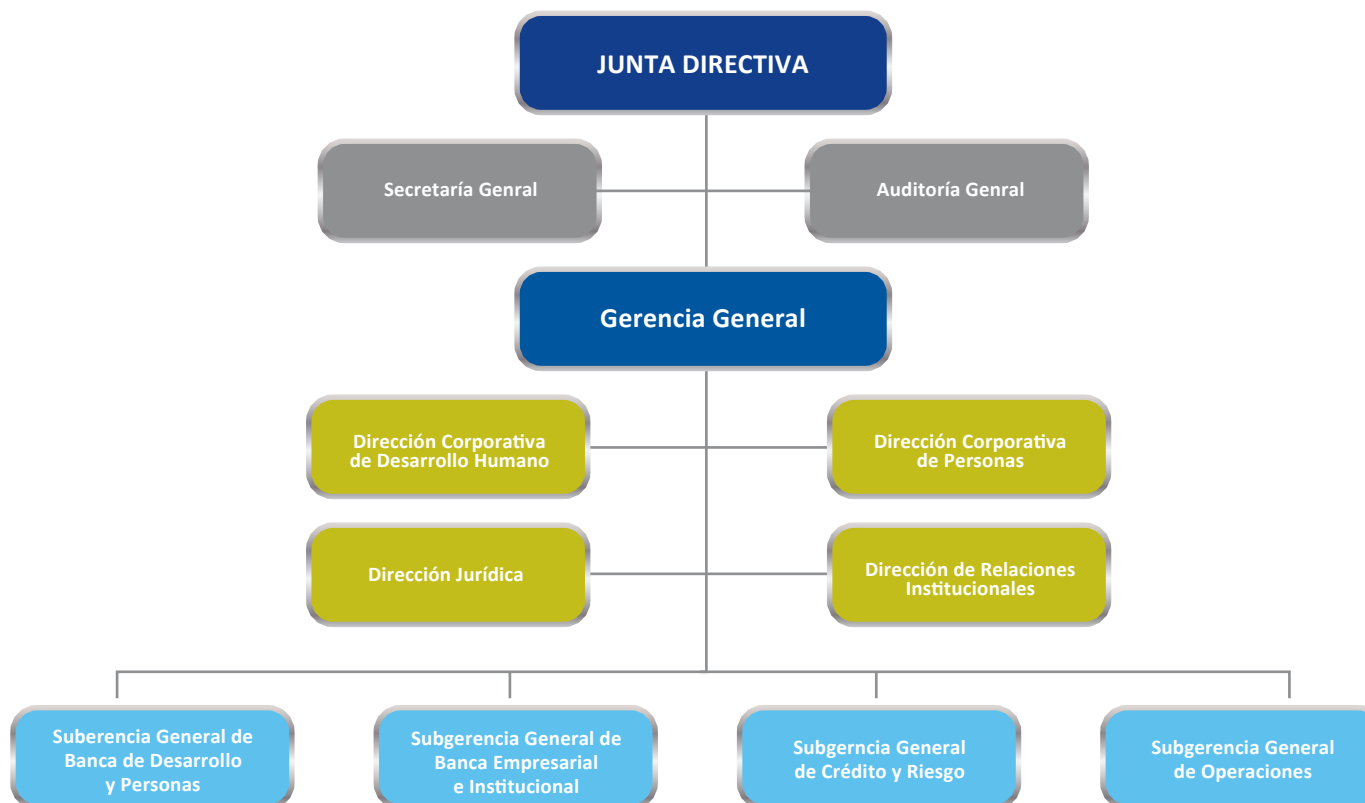 JUNTA DIRECTIVA
Secretaría Genral
Auditoría Genral
Gerencia General
Dirección Corporativa
de Desarrollo Humano
Dirección Corporativa
de Personas
Dirección Jurídica
Dirección de Relaciones
Institucionales
Suberencia General de
Banca de Desarrollo
y Personas
Subgerencia General de
Banca Empresarial
e Institucional
Subgerncia General
de Crédito y Riesgo
Subgerencia General
de Operaciones